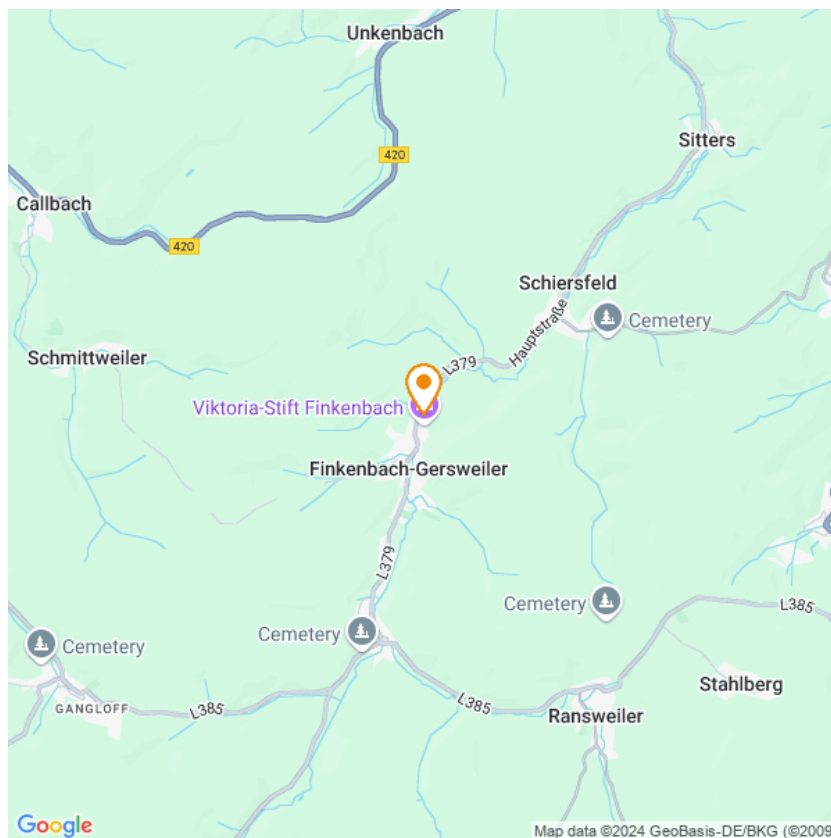 Unkenbach
420
Sitters
Callbach
420
Schiersfeld
Cemetery
Hauptstraße
Schmittweiler
L379
Viktoria-Stift Finkenbach
Finkenbach-Gersweiler
L379
Cemetery
L385
Cemetery
Cemetery
Stahlberg
GANGLOFF
L385
L385
Ransweiler
Google
Map data ©2024 GeoBasis-DE/BKG (©2009